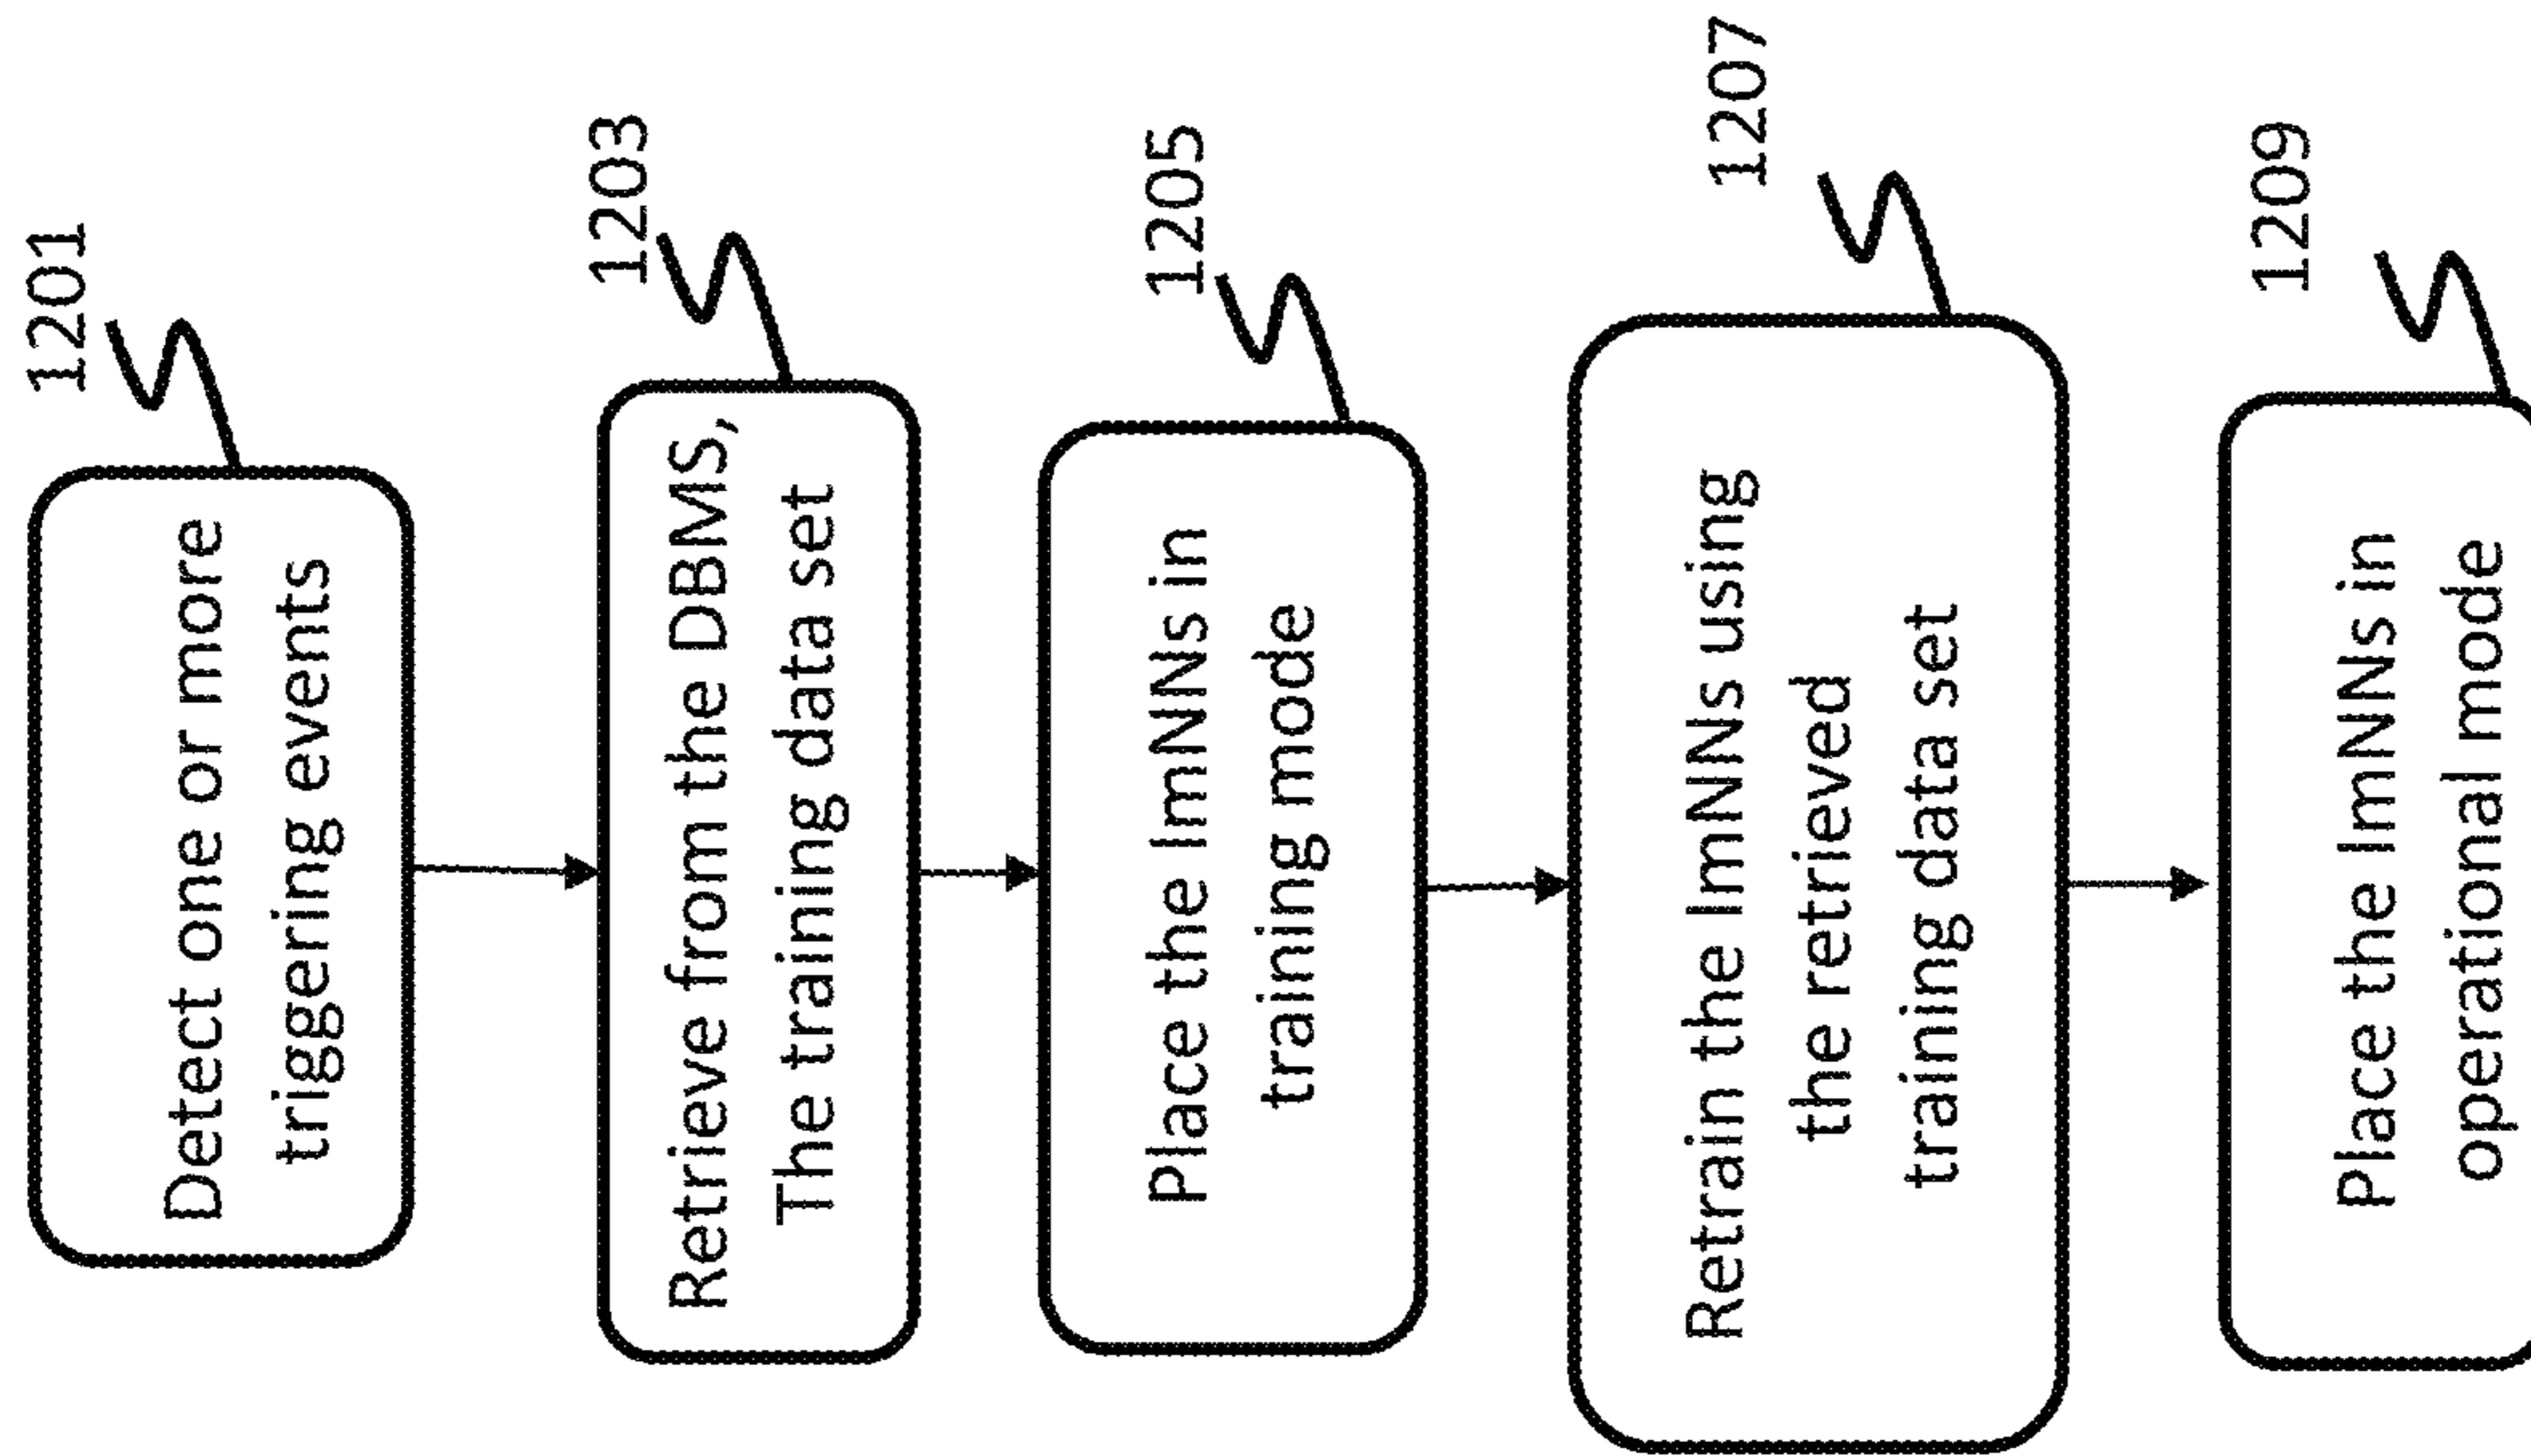 1201
Detect one or more
triggering events
1203
Retrieve from the DBMS,
The training data set
1205
Place the ImNNs in
training mode
1207
Retrain the ImNNs using
the retrieved
training data set
1209
Place the ImNNs in
operational mode